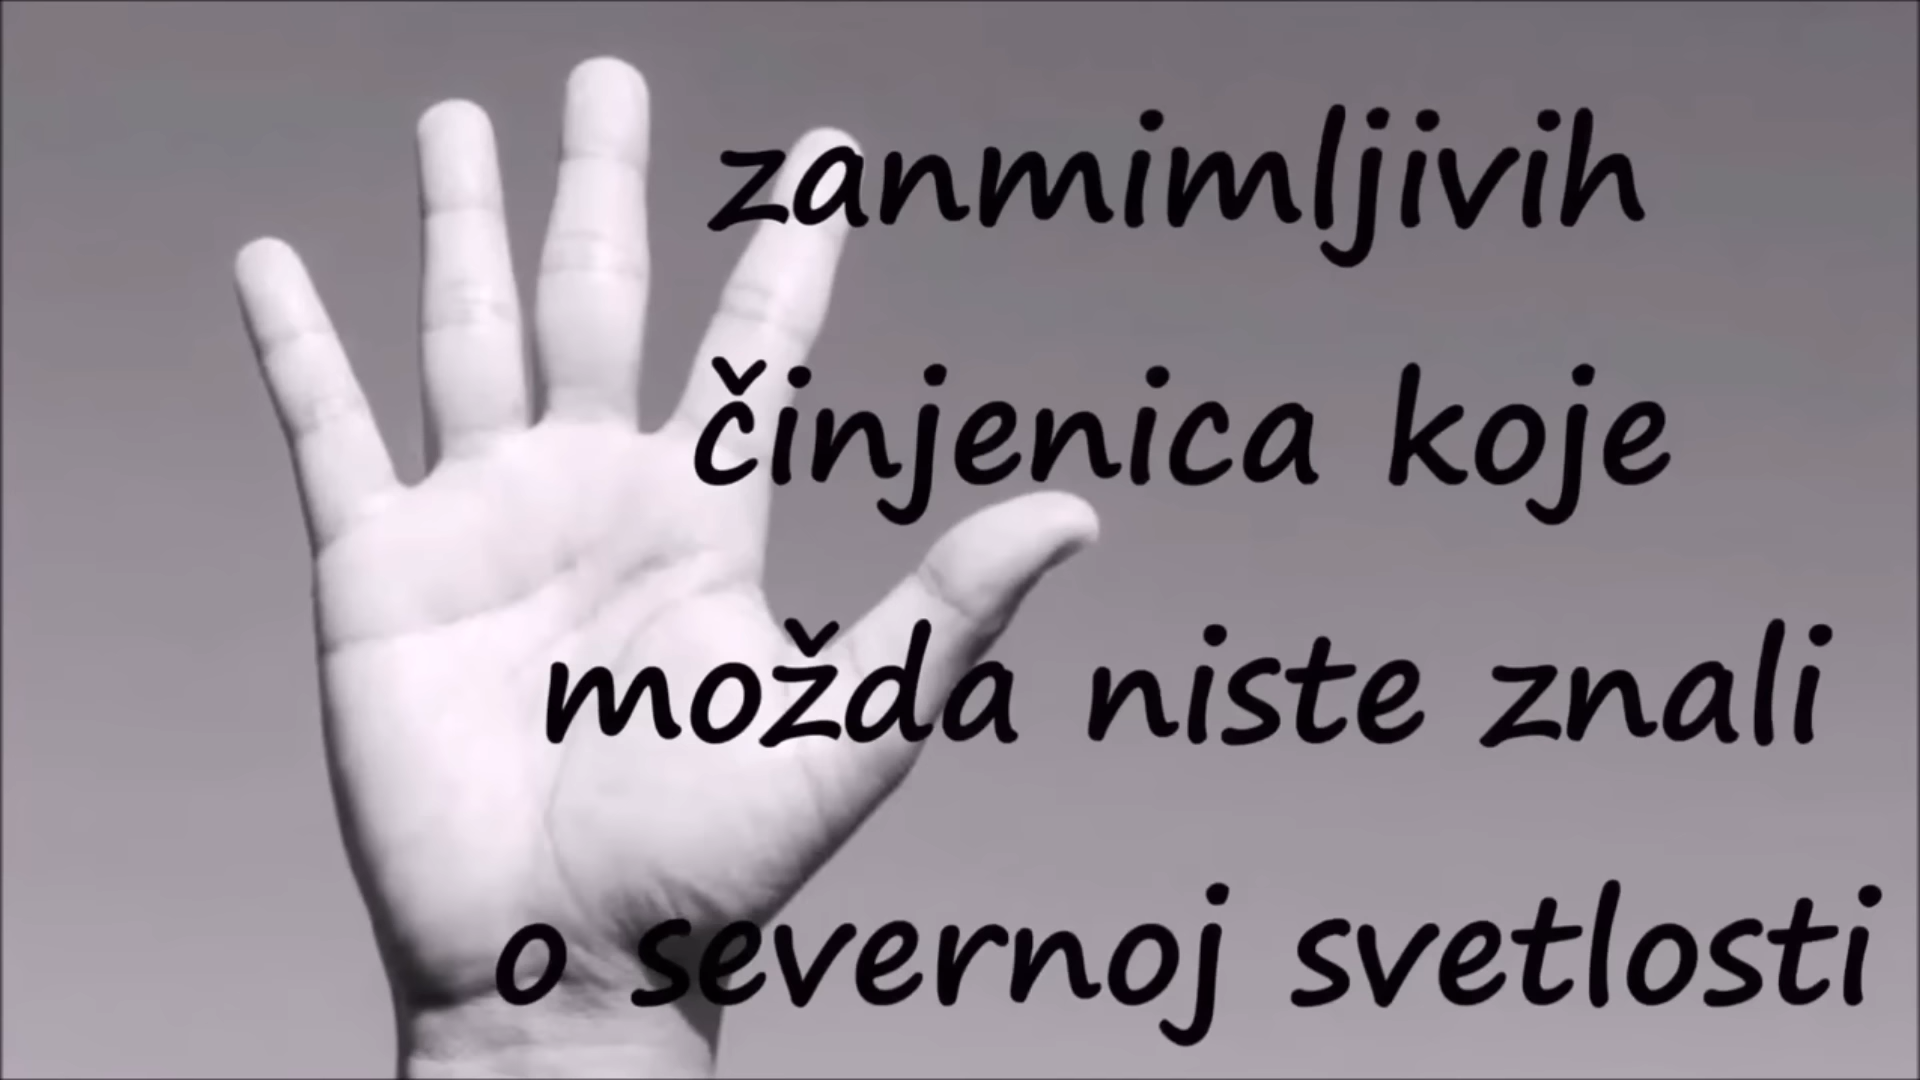 zanmimljivih
činjenica koje
možda niste znali
o severnoj svetlosti